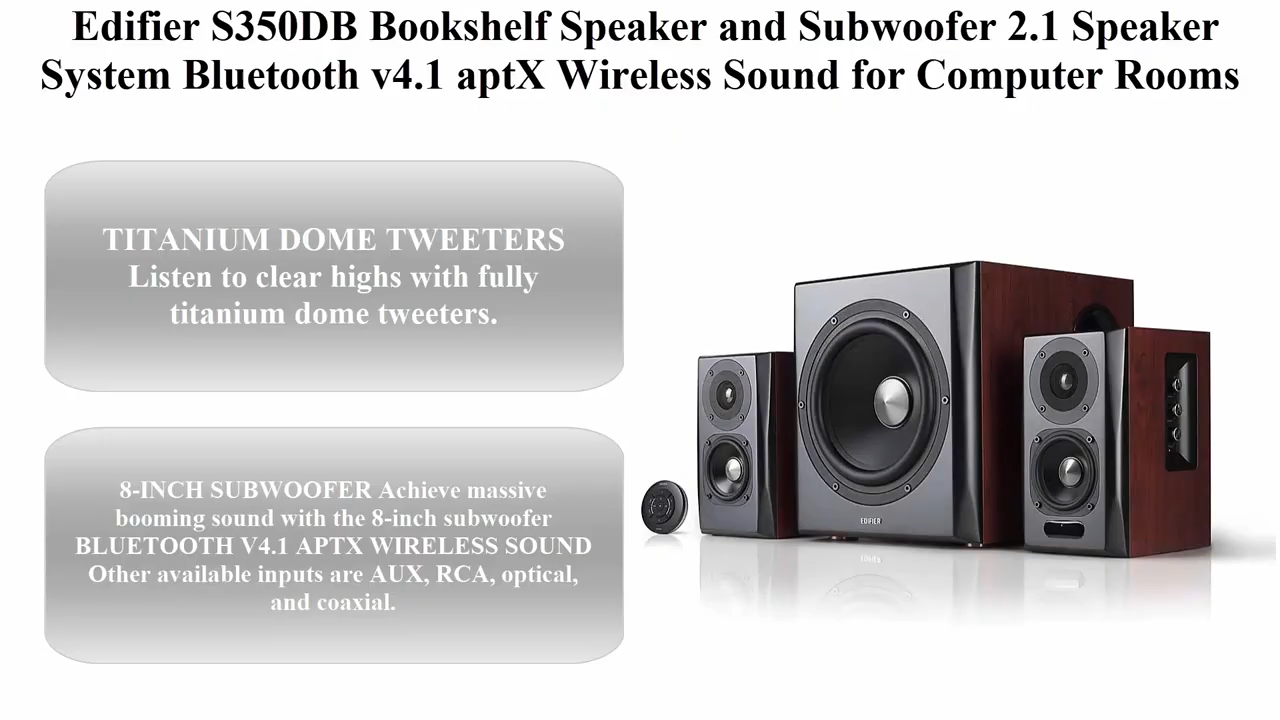 Edifier S350DB Bookshelf Speaker and Subwoofer 2.1 Speaker
System Bluetooth v4.1 aptX Wireless Sound for Computer Rooms
TITANIUM DOME TWEETERS
Listen to clear highs with fully
titanium dome tweeters.
8-INCH SUBWOOFER Achieve massive
booming sound with the 8-inch subwoofer
BLUETOOTH V4.1 APTX WIRELESS SOUND
Other available inputs are AUX, RCA, optical,
and coaxial.
EDIFIER